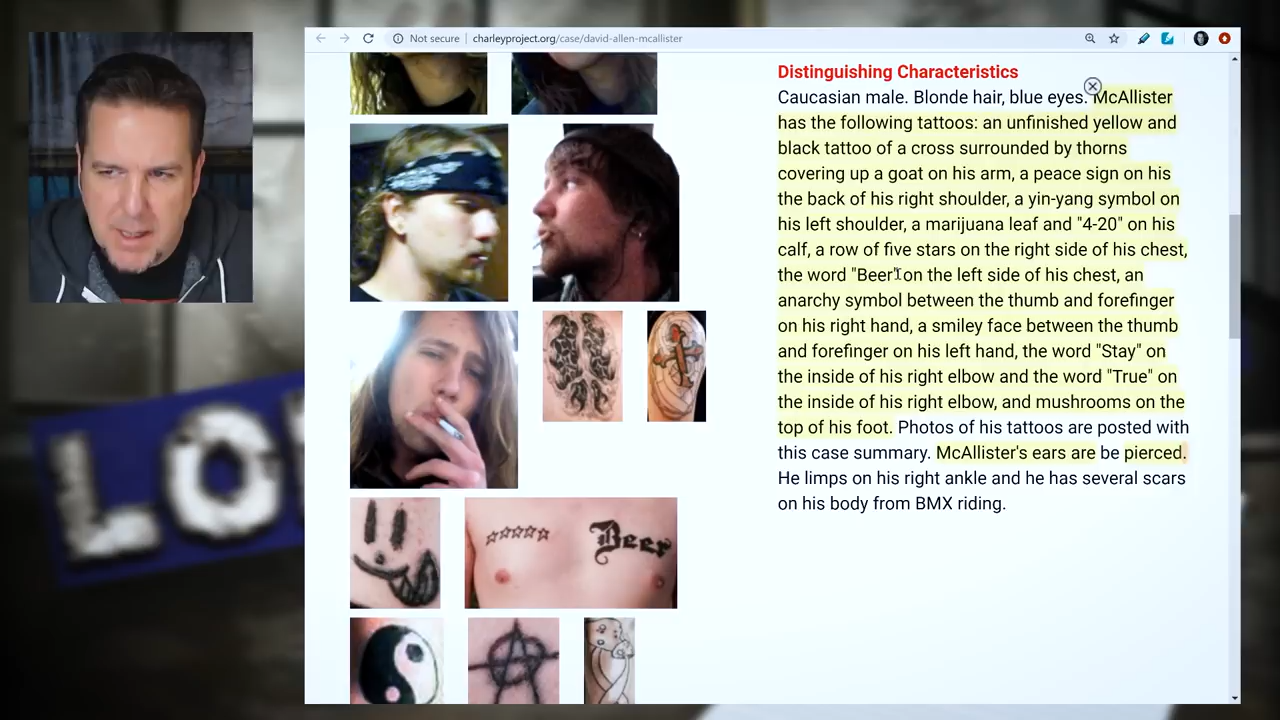 Not secure | charleyproject.org/case/david-allen-mcallister
Distinguishing Characteristics
Caucasian male. Blonde hair, blue eyes. McAllister
has the following tattoos: an unfinished yellow and
black tattoo of a cross surrounded by thorns
covering up a goat on his arm, a peace sign on his
the back of his right shoulder, a yin-yang symbol on
his left shoulder, a marijuana leaf and "4-20" on his
calf, a row of five stars on the right side of his chest,
the word "Beer" on the left side of his chest, an
anarchy symbol between the thumb and forefinger
on his right hand, a smiley face between the thumb
and forefinger on his left hand, the word "Stay" on
the inside of his right elbow and the word "True" on
the inside of his right elbow, and mushrooms on the
top of his foot. Photos of his tattoos are posted with
this case summary. McAllister's ears are be pierced.
He limps on his right ankle and he has several scars
on his body from BMX riding.
Beer
LO